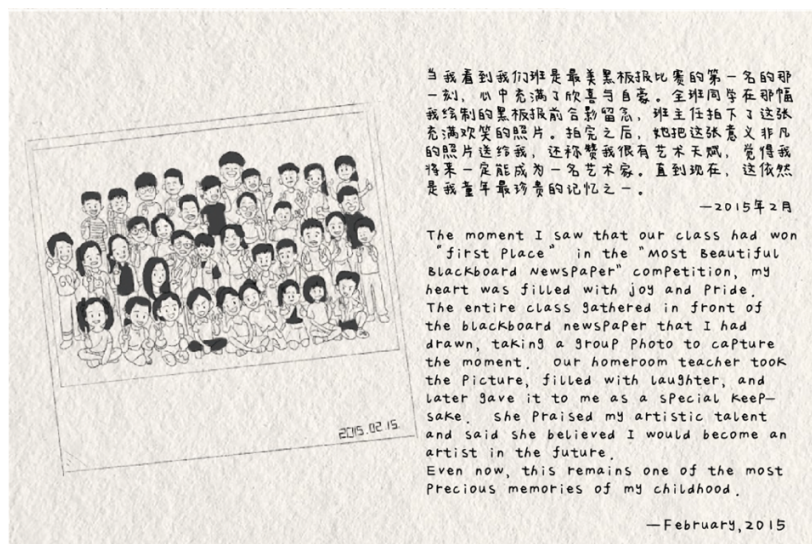 当我看到我们班是最美黑板报比赛的第一名的那
一刻，心中充满了欣喜与自豪。全班同学在那幅
我绘制的黑板报前合影留念，班主任拍下了这张
充满欢笑的照片。拍完之后，她把这张意义非凡
的照片送给我，还称赞我很有艺术天赋，觉得我
将来一定能成为一名艺术家。直到现在，这依然
是我童年最珍贵的记忆之一。
—2015年2月
The moment I saw that our class had won
"first place" in the "Most Beautiful
Blackboard Newspaper" competition, my
heart was filled with joy and pride.
The entire class gathered in front of
the blackboard newspaper that I had
drawn, taking a group photo to capture
the moment. Our homeroom teacher took
the picture, filled with laughter, and
later gave it to me as a special keep-
sake. She praised my artistic talent
and said she believed I would become an
artist in the future.
Even now, this remains one of the most
precious memories of my childhood.
—February,2015
2015.02.15